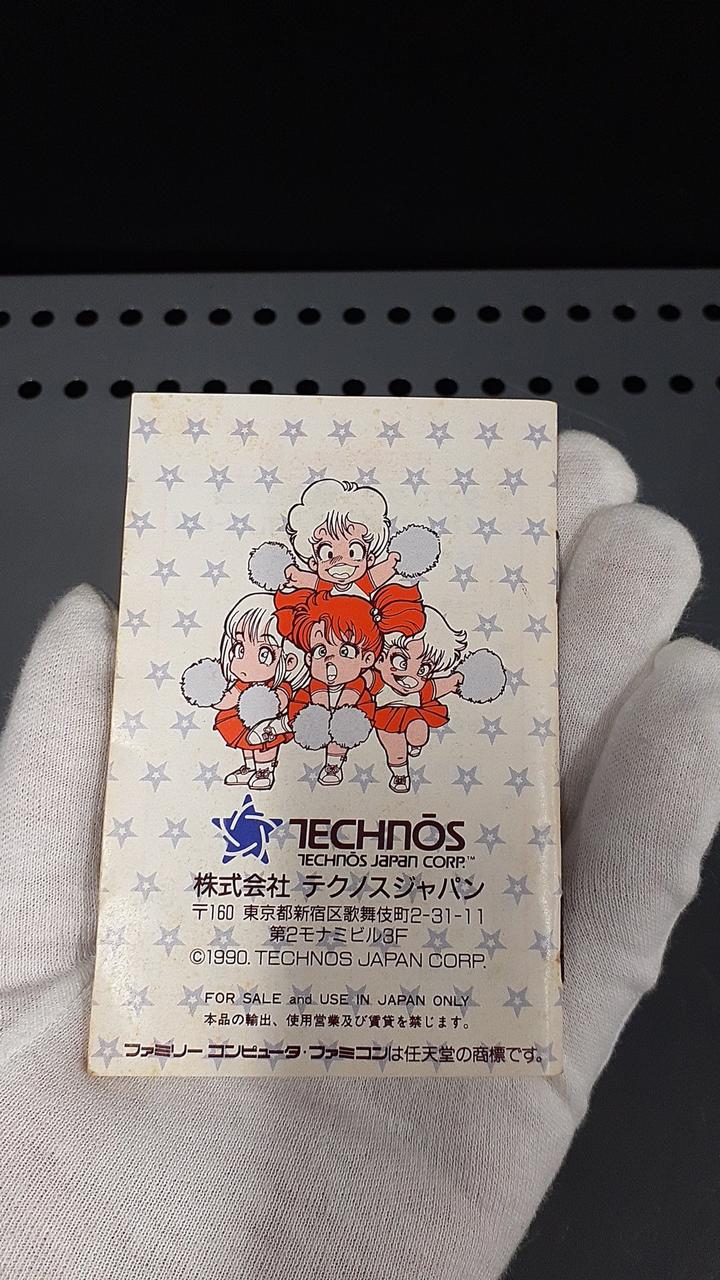 TECHNOS
TECHNOS JAPAN CORP.™
株式会社 テクノスジャパン
〒160 東京都新宿区歌舞伎町2-31-11
第2モナミビル3F
©1990. TECHNOS JAPAN CORP.
FOR SALE and USE IN JAPAN ONLY
本品の輸出、使用営業及び賃貸を禁じます。
ファミリーコンピュータ・ファミコンは任天堂の商標です。